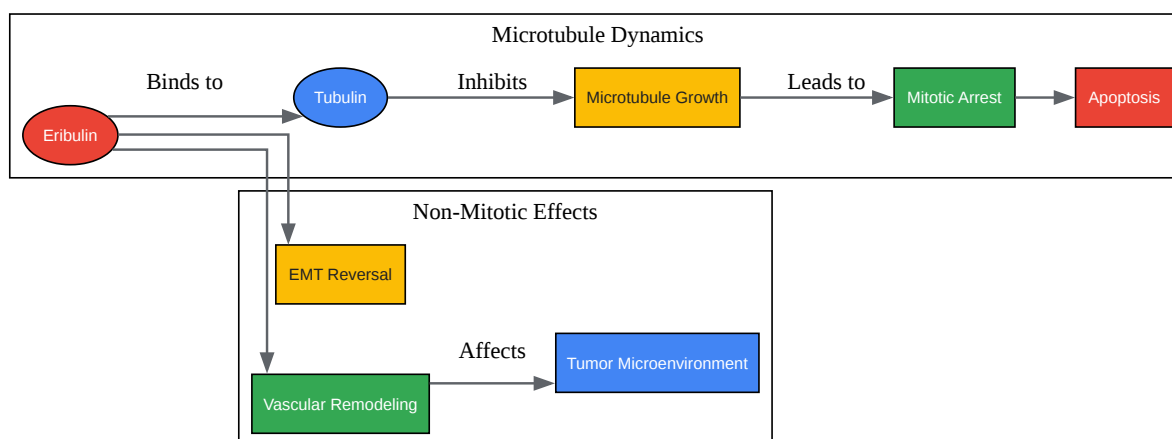 Microtubule Dynamics
Binds to
Inhibits
Leads to
Eribulin
Tubulin
Microtubule Growth
Mitotic Arrest
Apoptosis
Non-Mitotic Effects
EMT Reversal
Affects
Vascular Remodeling
Tumor Microenvironment